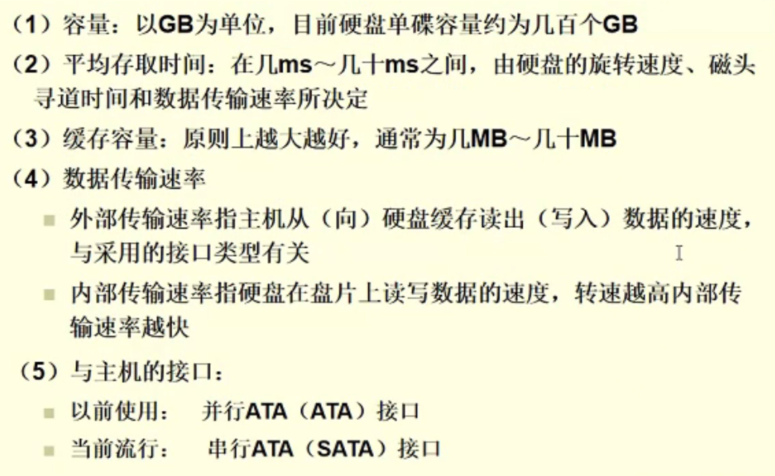 （1）容量：以GB为单位，目前硬盘单碟容量约为几百个GB
（2）平均存取时间：在几ms～几十ms之间，由硬盘的旋转速度、磁头
寻道时间和数据传输速率所决定
（3）缓存容量：原则上越大越好，通常为几MB～几十MB
（4）数据传输速率
外部传输速率指主机从（向）硬盘缓存读出（写入）数据的速度，
与采用的接口类型有关
内部传输速率指硬盘在盘片上读写数据的速度，转速越高内部传
输速率越快
（5）与主机的接口：
以前使用： 并行ATA（ATA）接口
当前流行： 串行ATA（SATA）接口